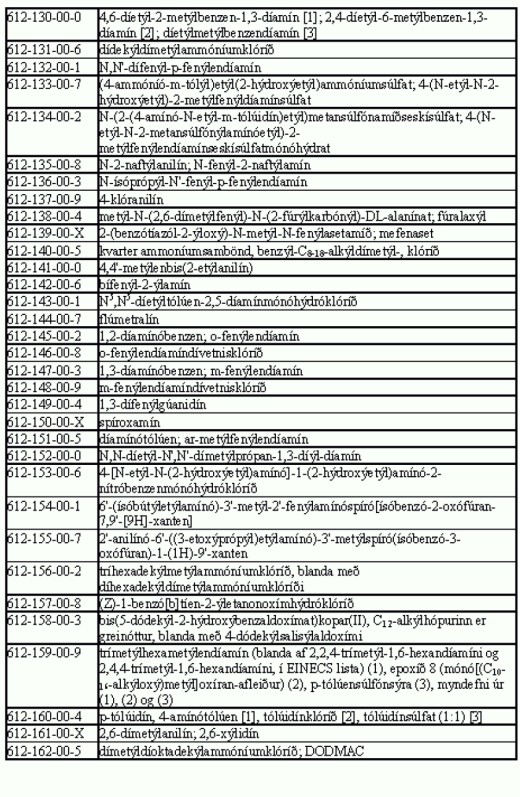 612-130-00-0 4,6-díetýl-2-metýlbenzen-1,3-díamín [1]; 2,4-díetýl-6-metýlbenzen-1,3-
díamín [2]; díetýlmetýlbenzendíamín [3]
612-131-00-6 dídekýldímetýlammóníumklóríð
612-132-00-1 N,N'-dífenýl-p-fenýlendíamín
612-133-00-7 (4-ammóníó-m-tólýl)etýl(2-hýdroxýetýl)ammóníumsúlfat; 4-(N-etýl-N-2-
hýdroxýetýl)-2-metýlfenýldíamínsúlfat
612-134-00-2 N-(2-(4-amínó-N-etýl-m-tólúidín)etýl)metansúlfónamíðseskísúlfat; 4-(N-
etýl-N-2-metansúlfónýlamínóetýl)-2-
metýlfenýlendíamínseskísúlfatmónóhýdrat
612-135-00-8 N-2-naftýlanilín; N-fenýl-2-naftýlamín
612-136-00-3 N-ísóprópýl-N'-fenýl-p-fenýlendíamín
612-137-00-9 4-klóranilín
612-138-00-4 metýl-N-(2,6-dímetýlfenýl)-N-(2-fúrýlkarbónýl)-DL-alanínat; fúralaxýl
612-139-00-X 2-(benzótíazól-2-ýloxý)-N-metýl-N-fenýlasetamíð; mefenaset
612-140-00-5 kvarter ammoníumsambönd, benzýl-C₈₋₁₈-alkýldímetýl-, klóríð
612-141-00-0 4,4'-metýlenbis(2-etýlanilín)
612-142-00-6 bífenýl-2-ýlamín
612-143-00-1 N⁵,N⁵-díetýltólúen-2,5-díamínmónóhýdróklóríð
612-144-00-7 flúmetralín
612-145-00-2 1,2-díamínóbenzen; o-fenýlendíamín
612-146-00-8 o-fenýlendíamíndívetnisklóríð
612-147-00-3 1,3-díamínóbenzen; m-fenýlendíamín
612-148-00-9 m-fenýlendíamíndívetnisklóríð
612-149-00-4 1,3-dífenýlgúanidín
612-150-00-X spíroxamín
612-151-00-5 díamínótólúen; ar-metýlfenýlendíamín
612-152-00-0 N,N-díetýl-N',N'-dímetýlprópan-1,3-díýl-díamín
612-153-00-6 4-[N-etýl-N-(2-hýdroxýetýl)amínó]-1-(2-hýdroxýetýl)amínó-2-
nítróbenzenmónóhýdróklóríð
612-154-00-1 6'-(ísóbútýletýlamínó)-3'-metýl-2'-fenýlamínóspíró[ísóbenzó-2-oxófúran-
7,9'-[9H]-xanten]
612-155-00-7 2'-anilínó-6'-((3-etoxýprópýl)etýlamínó)-3'-metýlspíró(ísóbenzó-3-
oxófúran)-1-(1H)-9'-xanten
612-156-00-2 tríhexadekýlmetýlammóníumklóríð, blanda með
díhexadekýldímetýlammóníumklóríði
612-157-00-8 (Z)-1-benzó[b]tíen-2-ýletanonoxímhýdróklóríð
612-158-00-3 bis(5-dódekýl-2-hýdroxýbenzaldoxímat)kopar(II), C₁₂-alkýlhópurinn er
greinóttur, blanda með 4-dódekýlsalisýlaldoxími
612-159-00-9 trímetýlhexametýlendíamín (blanda af 2,2,4-trímetýl-1,6-hexandíamíni og
2,4,4-trímetýl-1,6-hexandíamíni, í EINECS lista) (1), epoxíð 8 (mónó[(C₁₀-
₁₆-alkýloxý)metýl]oxíran-afleiður) (2), p-tólúensúlfónsýra (3), myndefni úr
(1), (2) og (3)
612-160-00-4 p-tólúidín, 4-amínótólúen [1], tólúidínklóríð [2], tólúidínsúlfat (1:1) [3]
612-161-00-X 2,6-dímetýlanilín; 2,6-xýlidín
612-162-00-5 dímetýldíoktadekýlammóníumklóríð; DODMAC